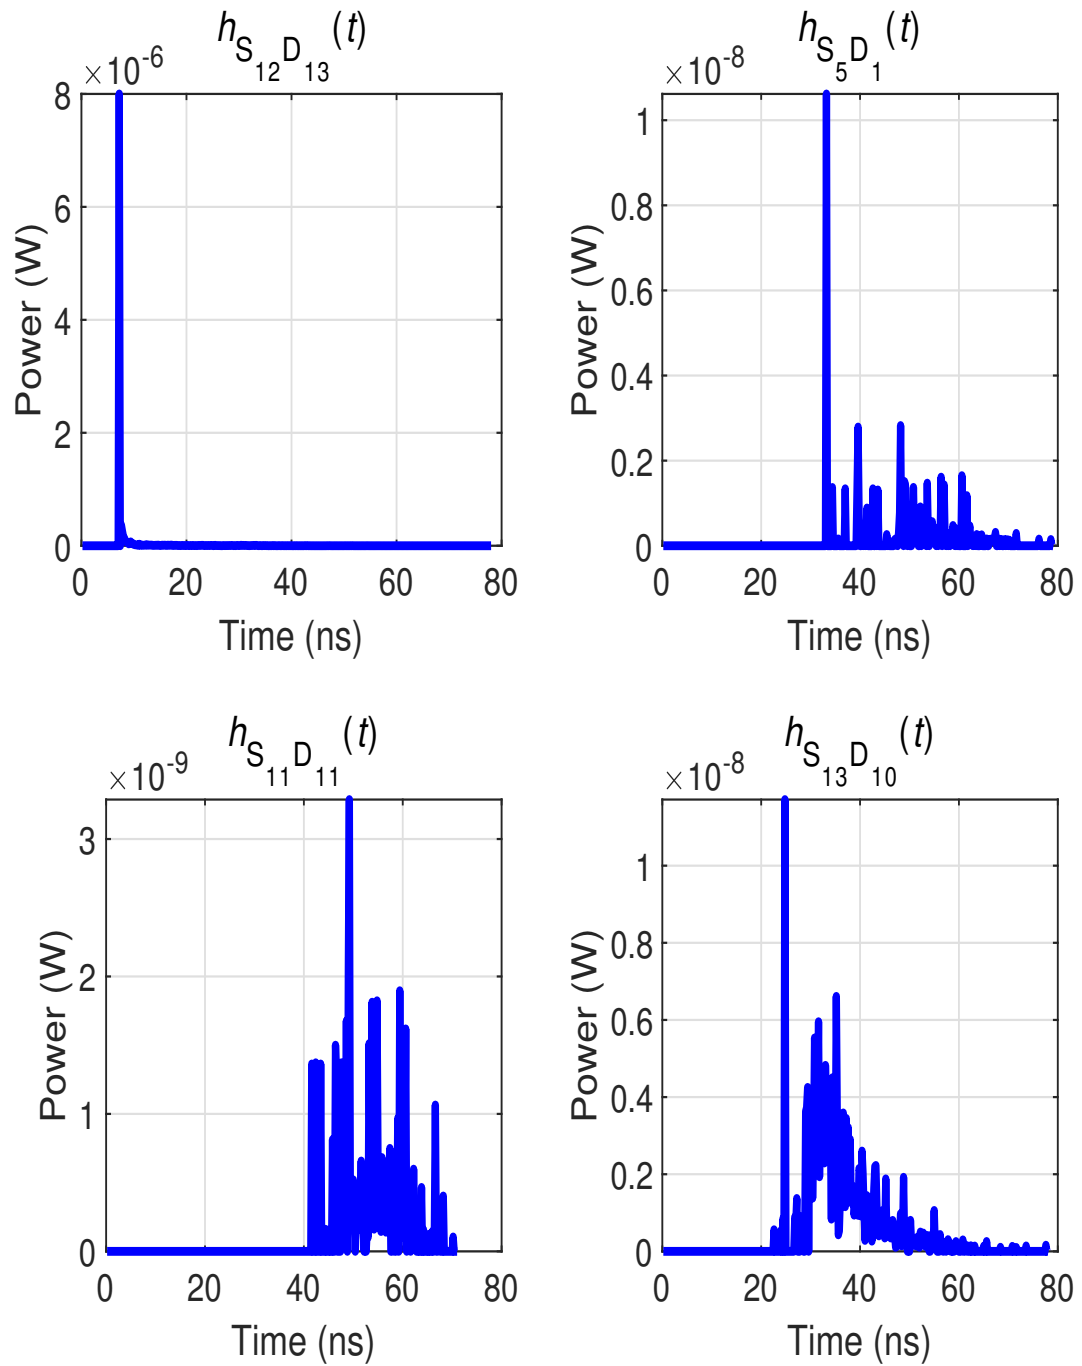 h_{S_{12}D_{13}} (t)
×10^{-6}
8
6
4
2
0
Power (W)
0 20 40 60 80
Time (ns)
h_{S_5D_1} (t)
×10^{-8}
1
0.8
0.6
0.4
0.2
0
Power (W)
0 20 40 60 80
Time (ns)
h_{S_{11}D_{11}} (t)
×10^{-9}
3
2
1
0
Power (W)
0 20 40 60 80
Time (ns)
h_{S_{13}D_{10}} (t)
×10^{-8}
1
0.8
0.6
0.4
0.2
0
Power (W)
0 20 40 60 80
Time (ns)